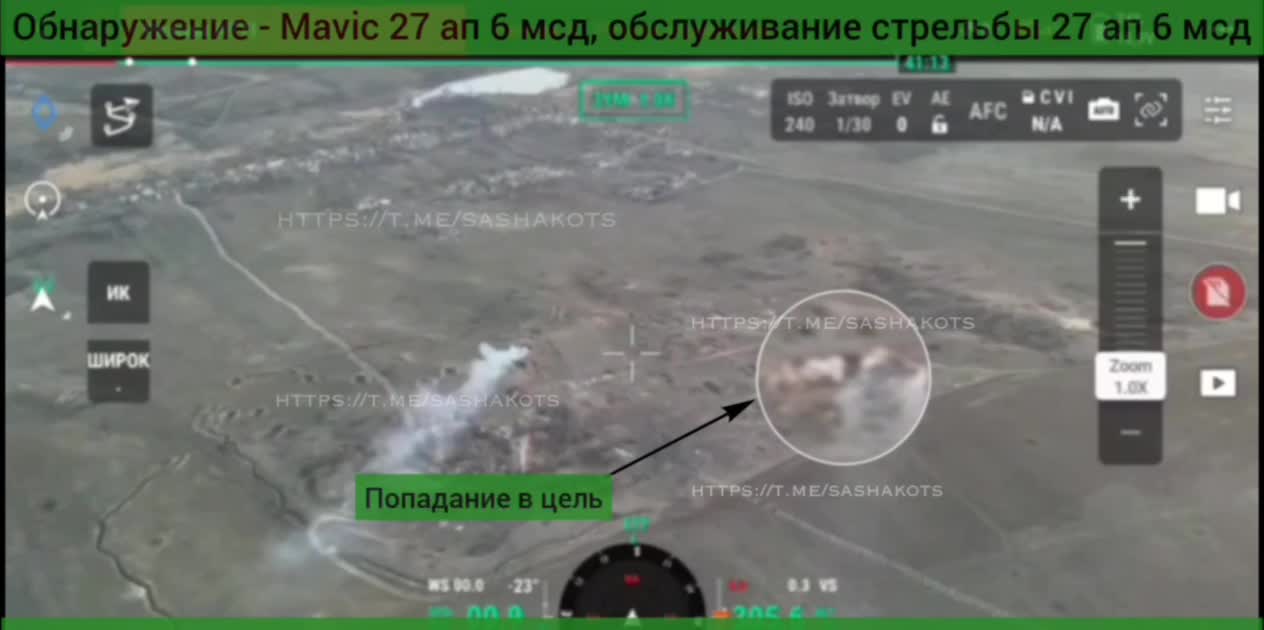 Обнаружение - Mavic 27 ап 6 мсд, обслуживание стрельбы 27 ап 6 мсд
41:13
ISO Затвор EV AE AFC CVI
240 1/30 0 N/A
HTTPS://T.ME/SASHAKOTS
ИК
HTTPS://T.ME/SASHAKOTS
ШИРОК
Zoom
1.0X
HTTPS://T.ME/SASHAKOTS
Попадание в цель
HTTPS://T.ME/SASHAKOTS
WS 00.0 -23° 0.3 VS